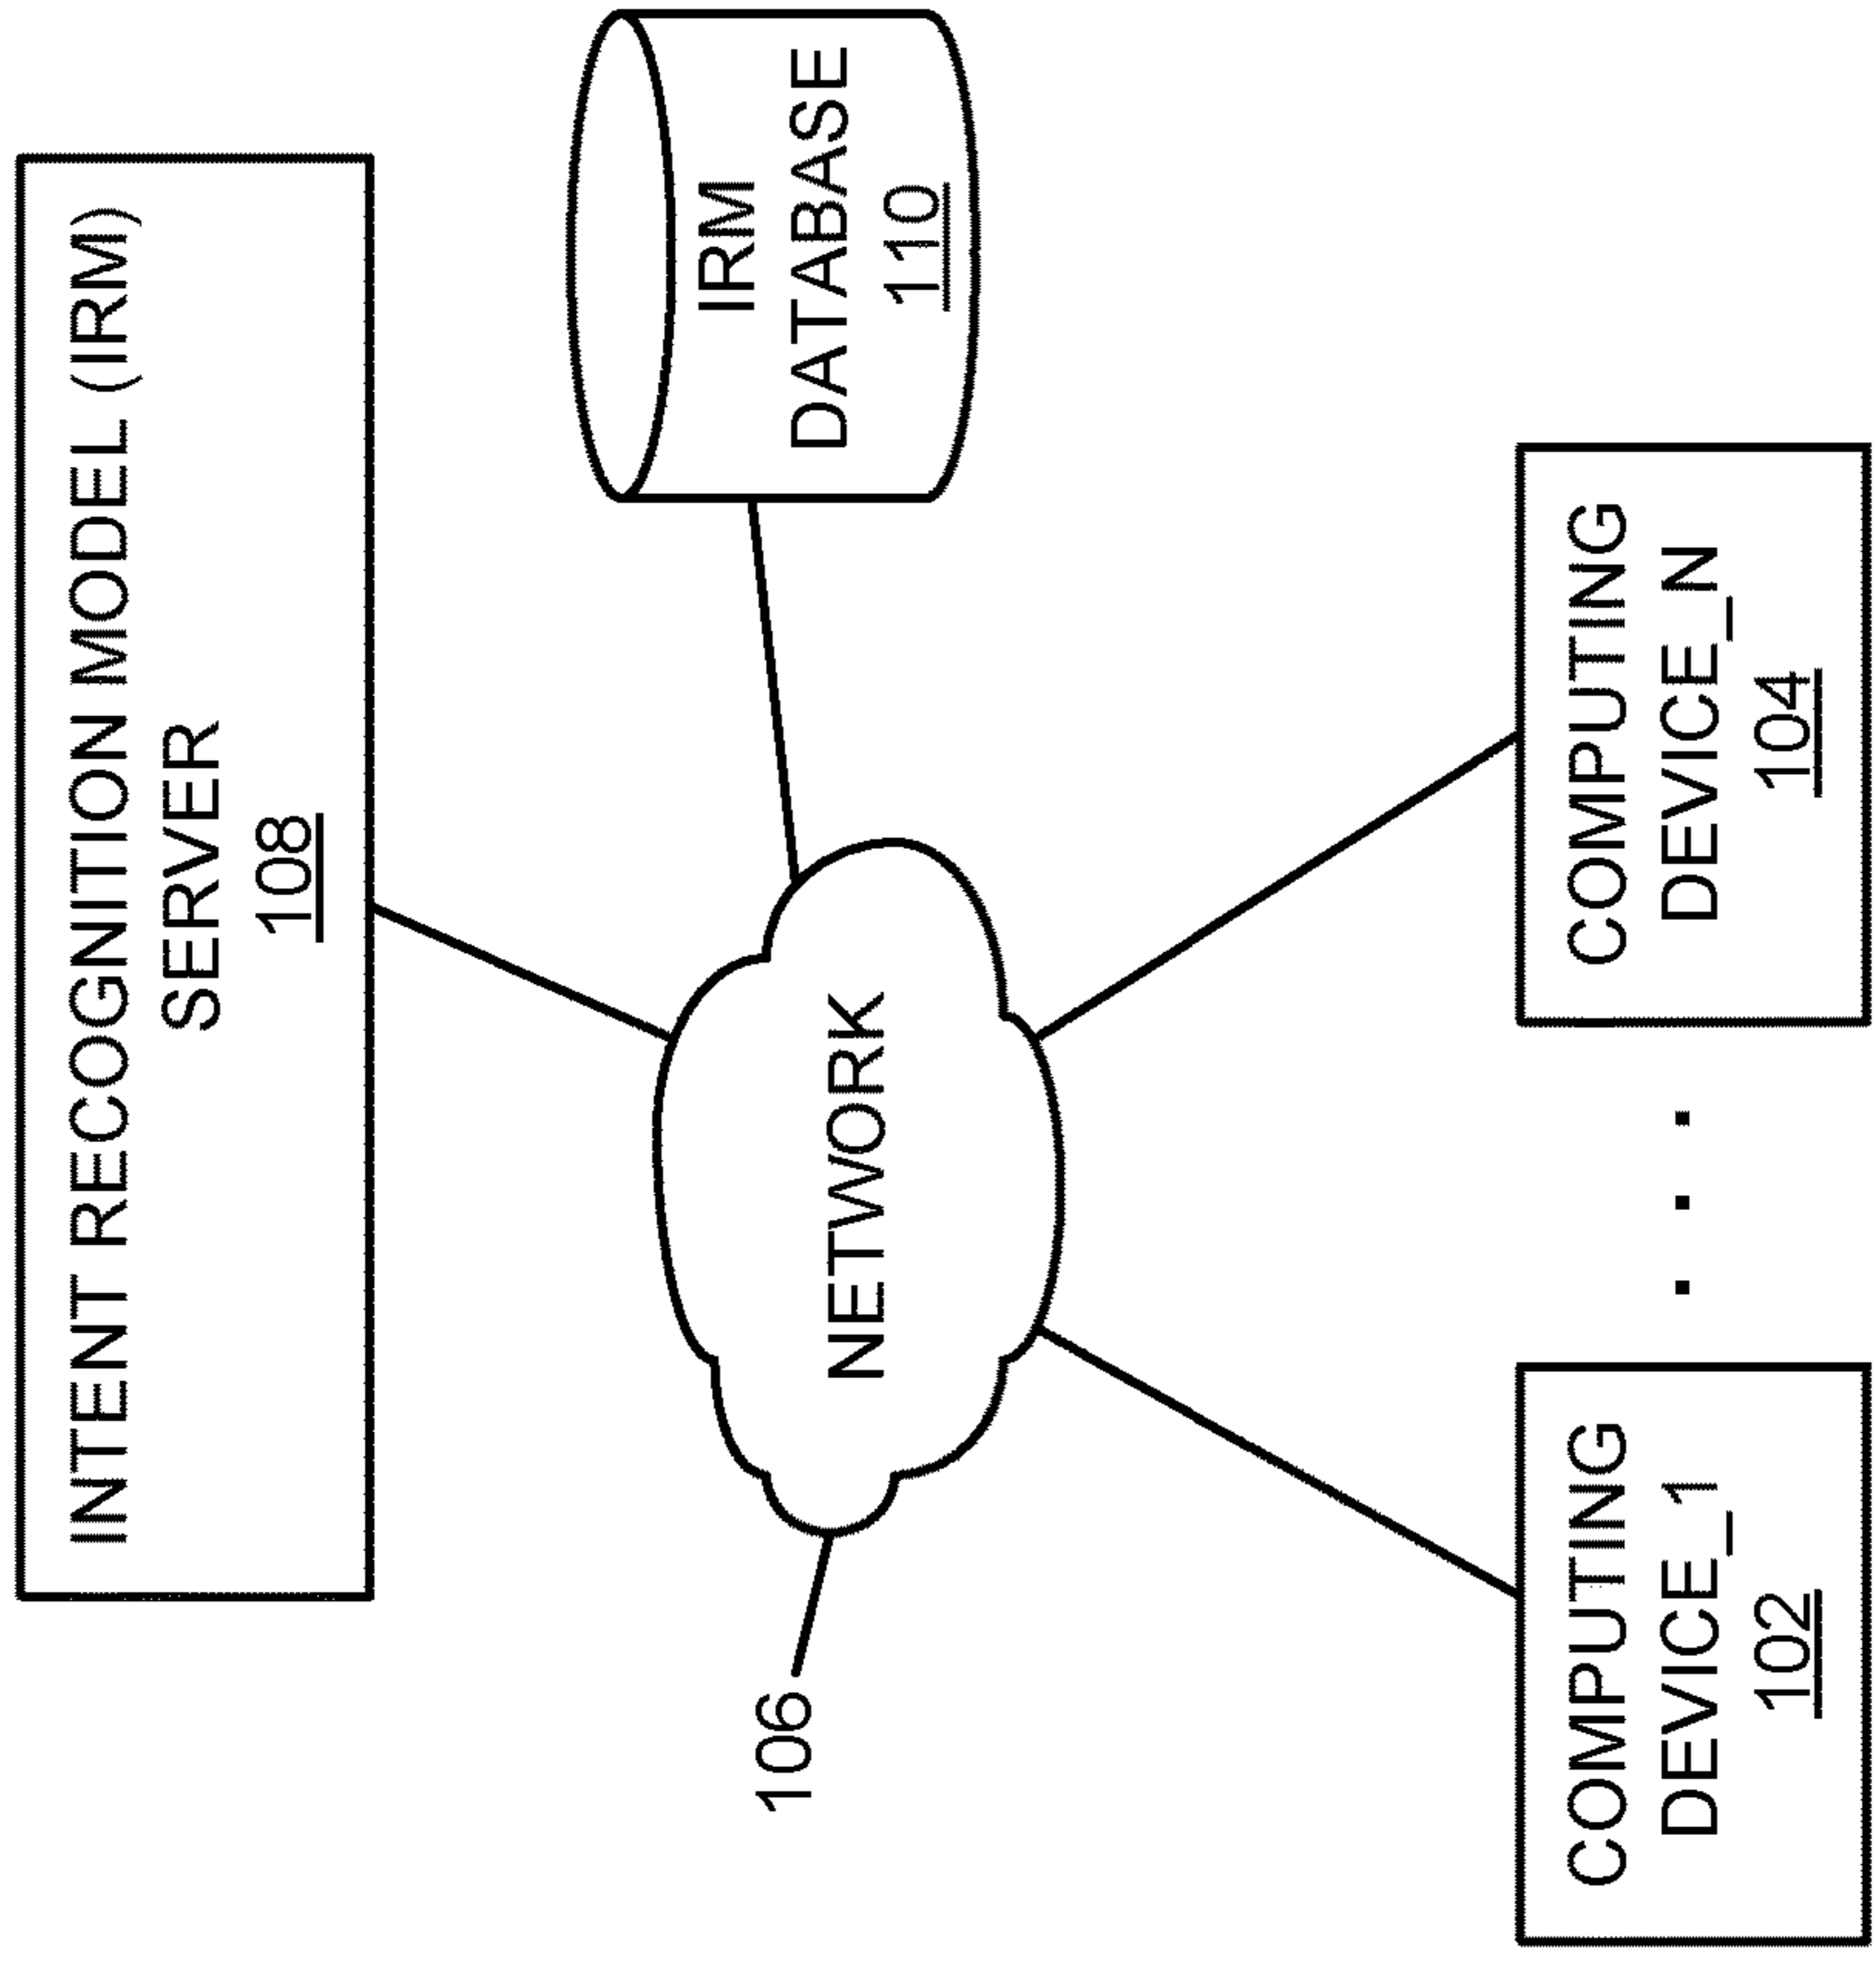 INTENT RECOGNITION MODEL (IRM)
SERVER
108
IRM
DATABASE
110
NETWORK
106
COMPUTING
DEVICE_1
102
. . .
COMPUTING
DEVICE_N
104